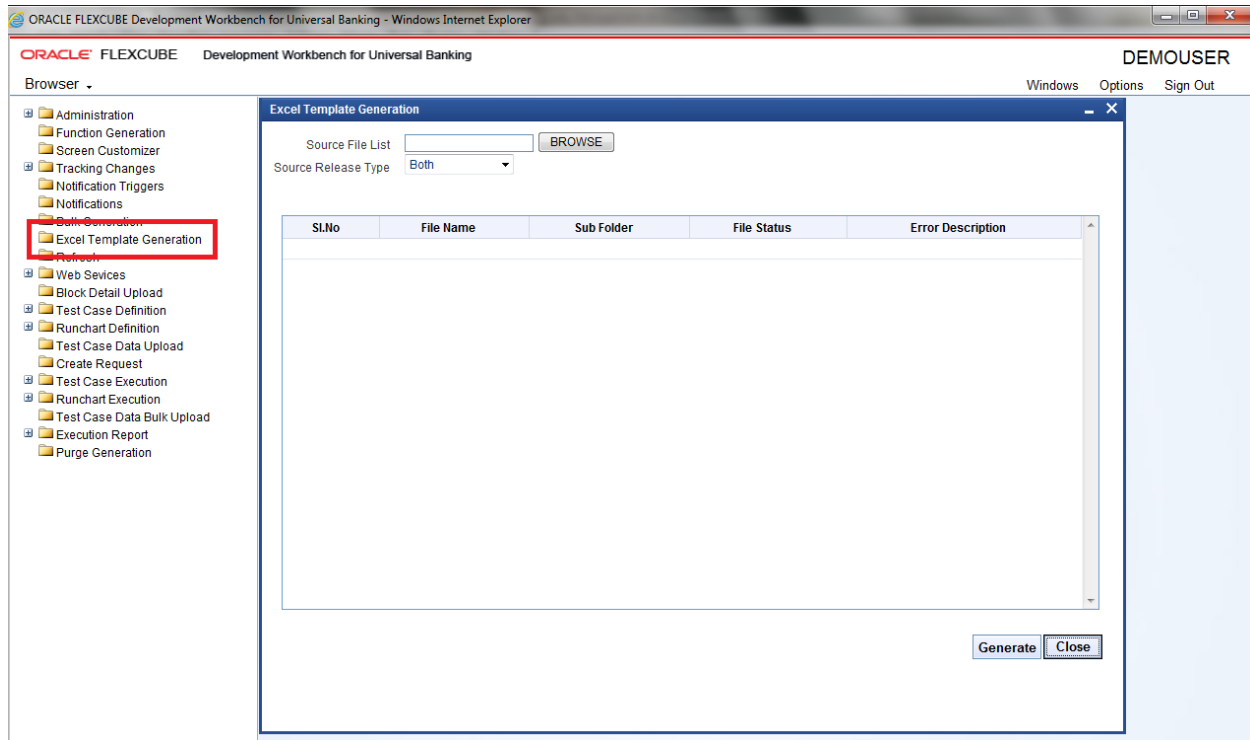 ORACLE FLEXCUBE Development Workbench for Universal Banking - Windows Internet Explorer
ORACLE FLEXCUBE Development Workbench for Universal Banking
DEMOUSER
Browser
Windows Options Sign Out
Administration
Function Generation
Screen Customizer
Tracking Changes
Notification Triggers
Notifications
Bulk Generation
Excel Template Generation
Refresh
Web Sevices
Block Detail Upload
Test Case Definition
Runchart Definition
Test Case Data Upload
Create Request
Test Case Execution
Runchart Execution
Test Case Data Bulk Upload
Execution Report
Purge Generation
Excel Template Generation
Source File List BROWSE
Source Release Type Both
Sl.No File Name Sub Folder File Status Error Description
Generate Close